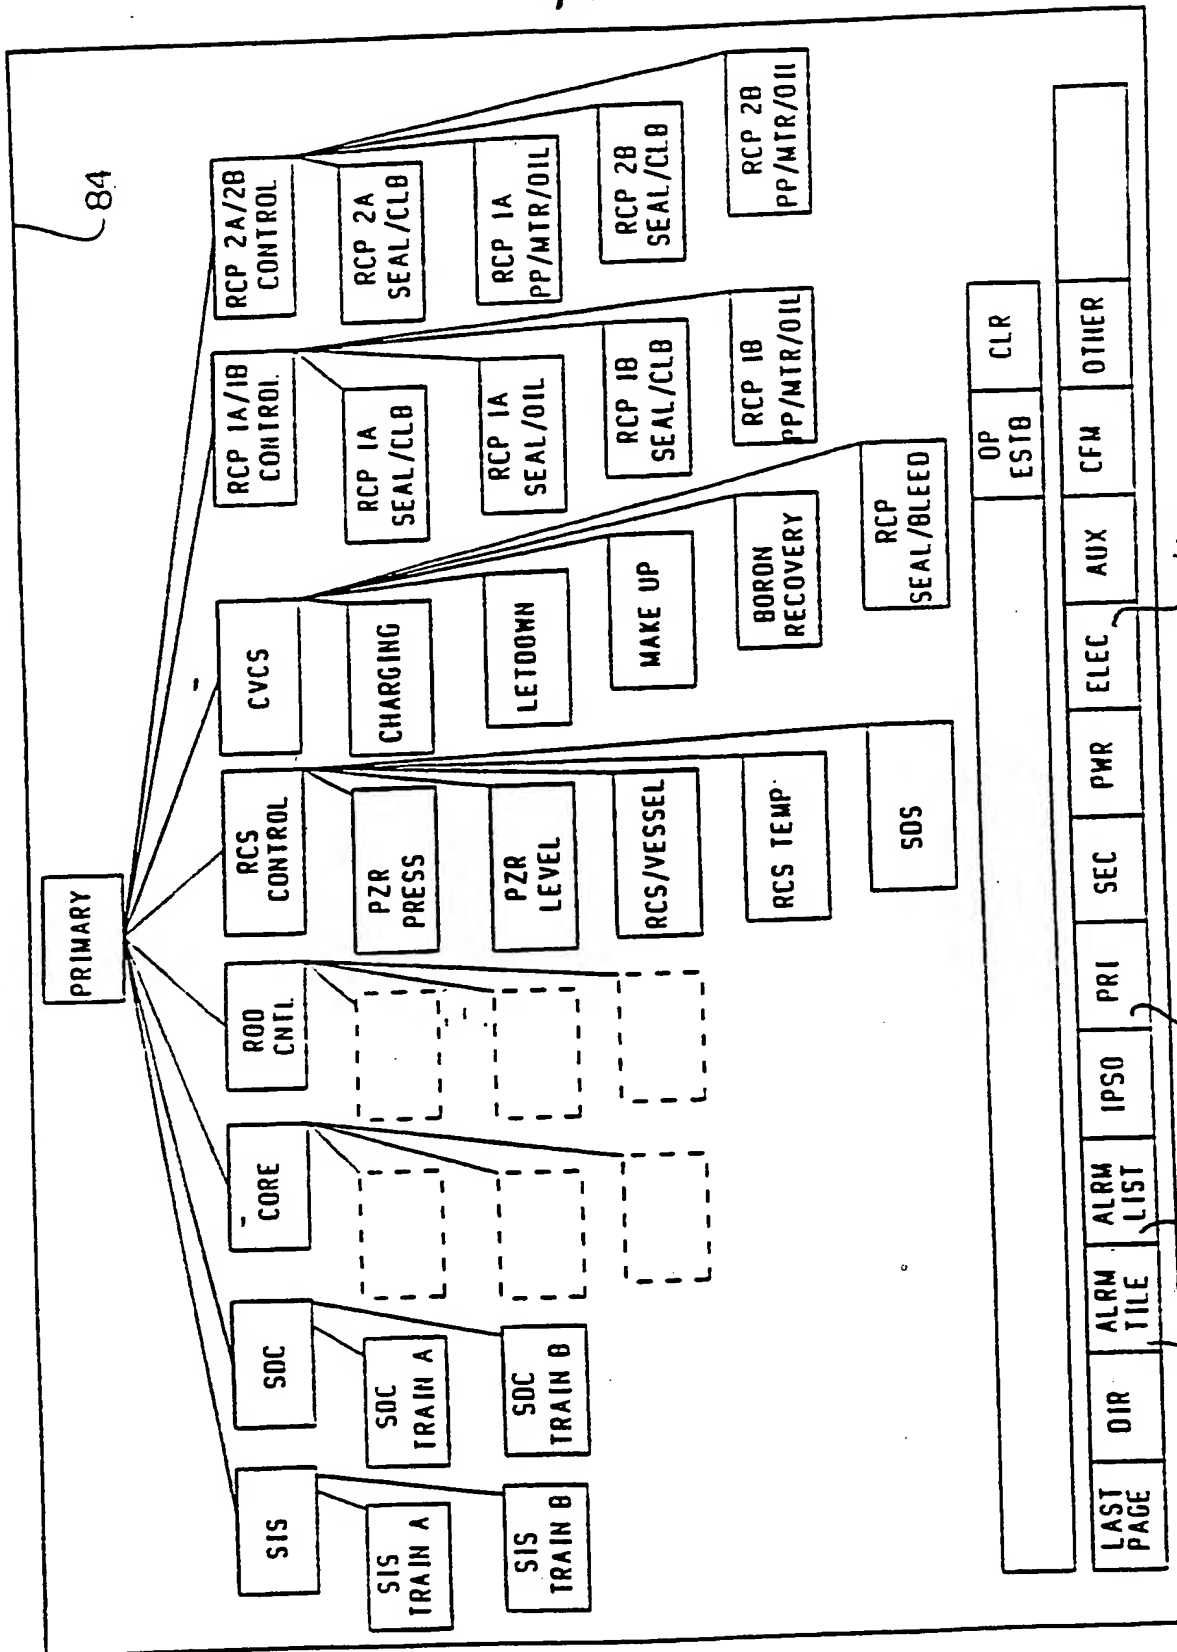 84
PRIMARY
SIS
SDC
CORE
ROD
CNTL
RCS
CONTROL
CVCS
RCP 1A/1B
CONTROL
RCP 2A/2B
CONTROL
SIS
TRAIN A
SIS
TRAIN B
SDC
TRAIN A
SDC
TRAIN B
PZR
PRESS
PZR
LEVEL
RCS/VESSEL
RCS TEMP
SDS
CHARGING
LETDOWN
MAKE UP
BORON
RECOVERY
RCP
SEAL/BLEED
RCP 1A
SEAL/CLB
RCP 1A
SEAL/OIL
RCP 1B
SEAL/CLB
RCP 1B
PP/MTR/OIL
RCP 2A
SEAL/CLB
RCP 1A
PP/MTR/OIL
RCP 2B
SEAL/CLB
RCP 2B
PP/MTR/OIL
OP
ESTB
CLR
LAST
PAGE
DIR
ALRM
TILE
ALRM
LIST
IPSO
PRI
SEC
PWR
ELEC
AUX
CFM
OTHER